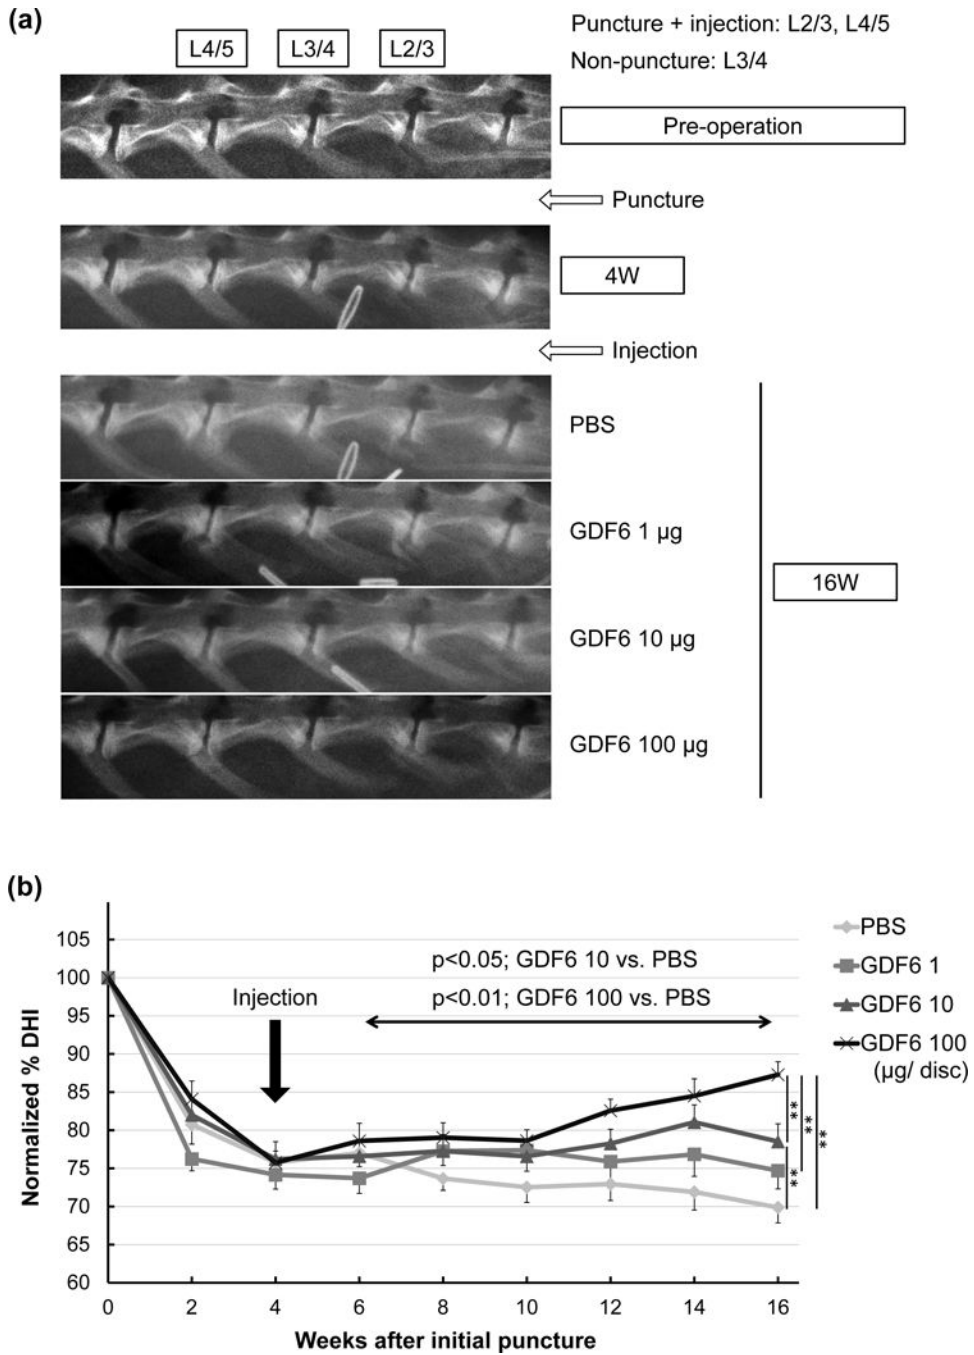 (a)
Puncture + injection: L2/3, L4/5
Non-puncture: L3/4
L4/5 L3/4 L2/3
Pre-operation
Puncture
4W
Injection
PBS
GDF6 1 µg
GDF6 10 µg
GDF6 100 µg
16W
(b)
Normalized % DHI
105
100
95
90
85
80
75
70
65
60
Injection
p<0.05; GDF6 10 vs. PBS
p<0.01; GDF6 100 vs. PBS
PBS
GDF6 1
GDF6 10
GDF6 100
(µg/ disc)
**
**
**
**
0 2 4 6 8 10 12 14 16
Weeks after initial puncture